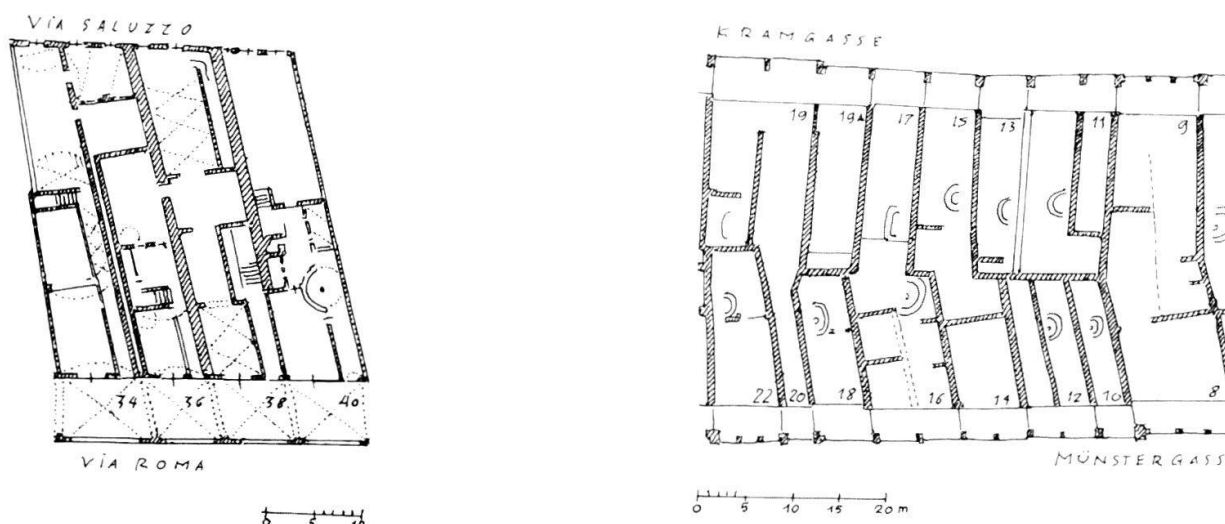 VIA SALUZZO
34 36 38 40
VIA ROMA
0 5 10
KRAMGASSE
19 19A 17 15 13 11 9
22 20 18 16 14 12 10 8
MÜNSTERGASS
0 5 10 15 20 m